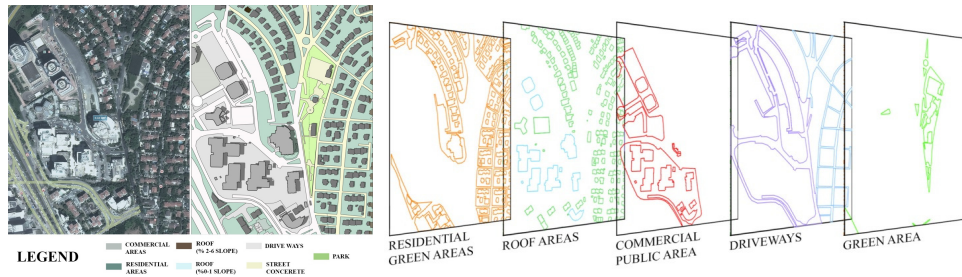 LEGEND
COMMERCIAL
AREAS
RESIDENTIAL
AREAS
ROOF
(% 2-6 SLOPE)
ROOF
(%0-1 SLOPE)
DRIVE WAYS
STREET
CONCERETE
PARK
RESIDENTIAL
GREEN AREAS
ROOF AREAS
COMMERCIAL
PUBLIC AREA
DRIVEWAYS
GREEN AREA